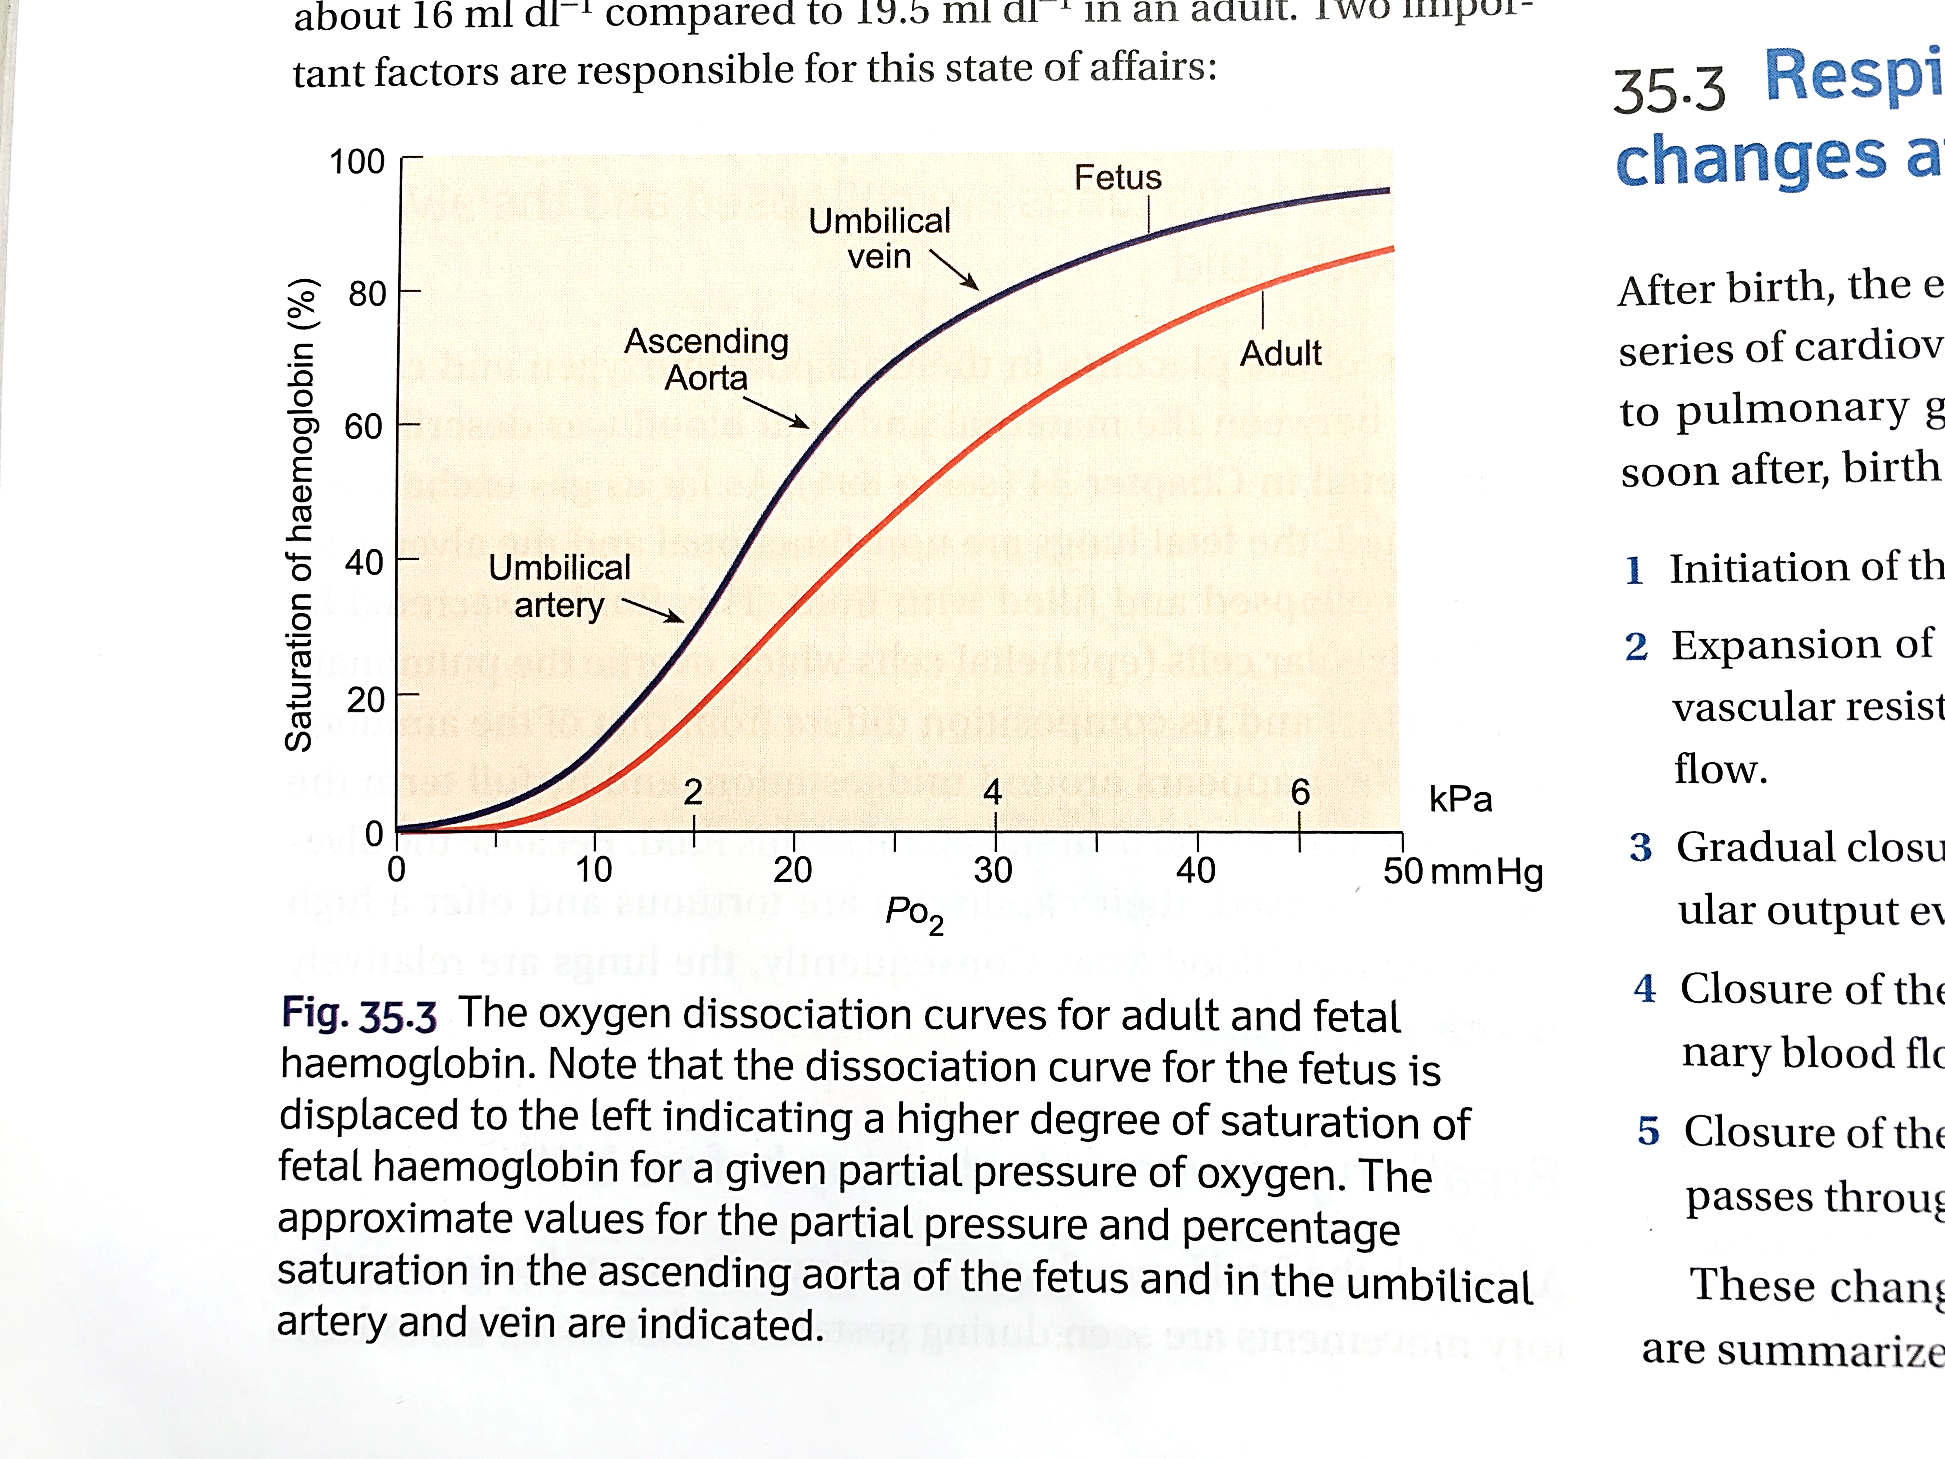 about 16 ml dl⁻¹ compared to 19.5 ml dl⁻¹ in an adult. Two impor-
tant factors are responsible for this state of affairs:
100
80
60
40
20
0
Saturation of haemoglobin (%)
Fetus
Umbilical
vein
Ascending
Aorta
Adult
Umbilical
artery
2 4 6 kPa
0 10 20 30 40 50 mmHg
Po₂
Fig. 35.3 The oxygen dissociation curves for adult and fetal
haemoglobin. Note that the dissociation curve for the fetus is
displaced to the left indicating a higher degree of saturation of
fetal haemoglobin for a given partial pressure of oxygen. The
approximate values for the partial pressure and percentage
saturation in the ascending aorta of the fetus and in the umbilical
artery and vein are indicated.
35.3 Respi
changes a
After birth, the e
series of cardiov
to pulmonary g
soon after, birth
1 Initiation of th
2 Expansion of
vascular resist
flow.
3 Gradual closu
ular output ev
4 Closure of the
nary blood flo
5 Closure of the
passes throug
These chang
are summarize